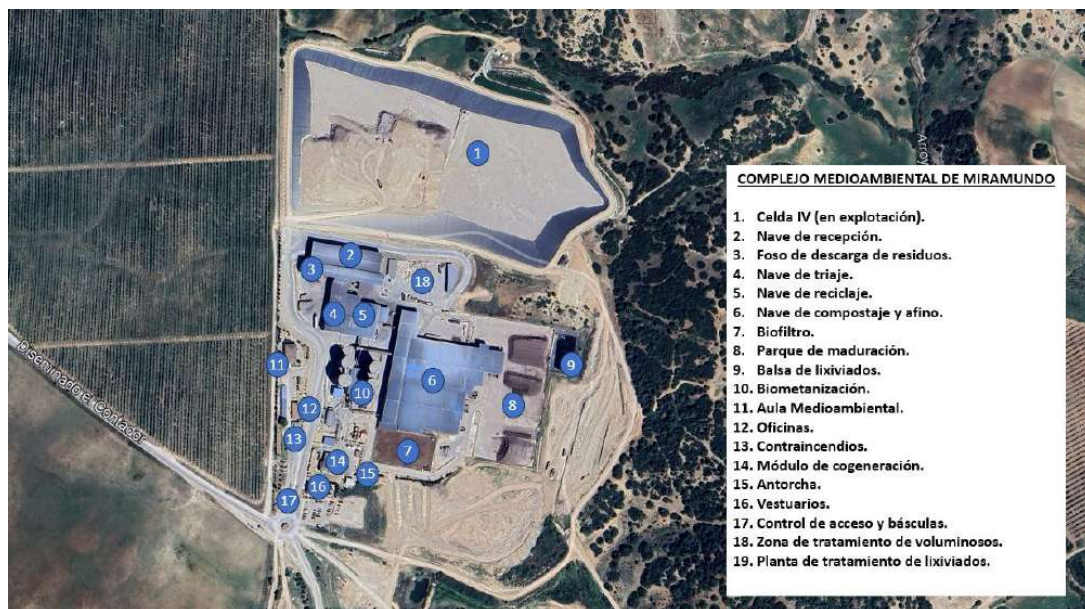 COMPLEJO MEDIOAMBIENTAL DE MIRAMUNDO
1. Celda IV (en explotación).
2. Nave de recepción.
3. Foso de descarga de residuos.
4. Nave de triaje.
5. Nave de reciclaje.
6. Nave de compostaje y afino.
7. Biofiltro.
8. Parque de maduración.
9. Balsa de lixiviados.
10. Biometanización.
11. Aula Medioambiental.
12. Oficinas.
13. Contraincendios.
14. Módulo de cogeneración.
15. Antorcha.
16. Vestuarios.
17. Control de acceso y básculas.
18. Zona de tratamiento de voluminosos.
19. Planta de tratamiento de lixiviados.
1
2
3
18
4
5
11
9
6
10
8
12
13
7
14
15
16
17
Diseminado el Contador
Arroy